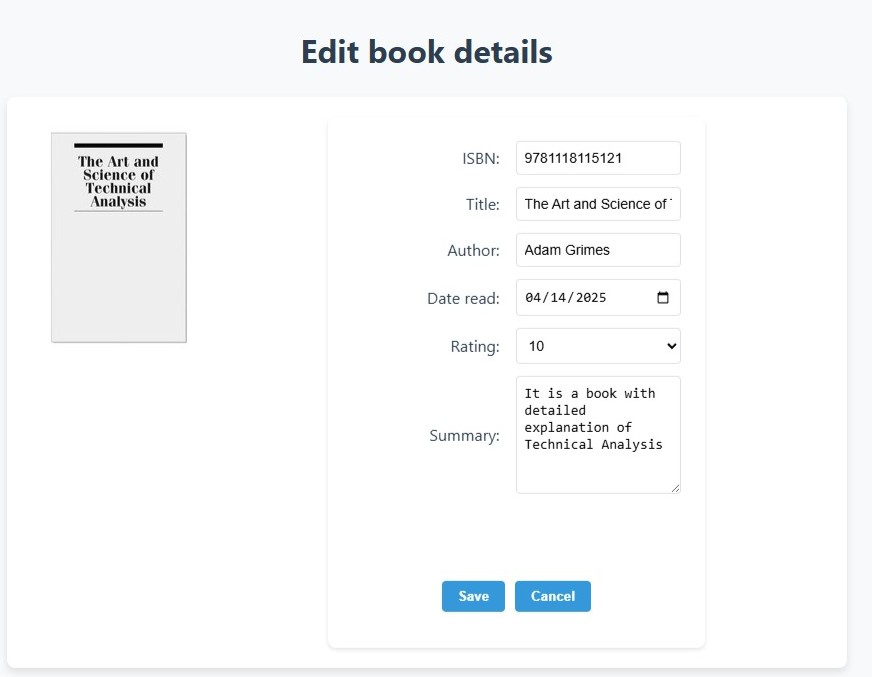 Edit book details
The Art and
Science of
Technical
Analysis
ISBN: 9781118115121
Title: The Art and Science of
Author: Adam Grimes
Date read: 04/14/2025
Rating: 10
Summary: It is a book with
detailed
explanation of
Technical Analysis
Save Cancel